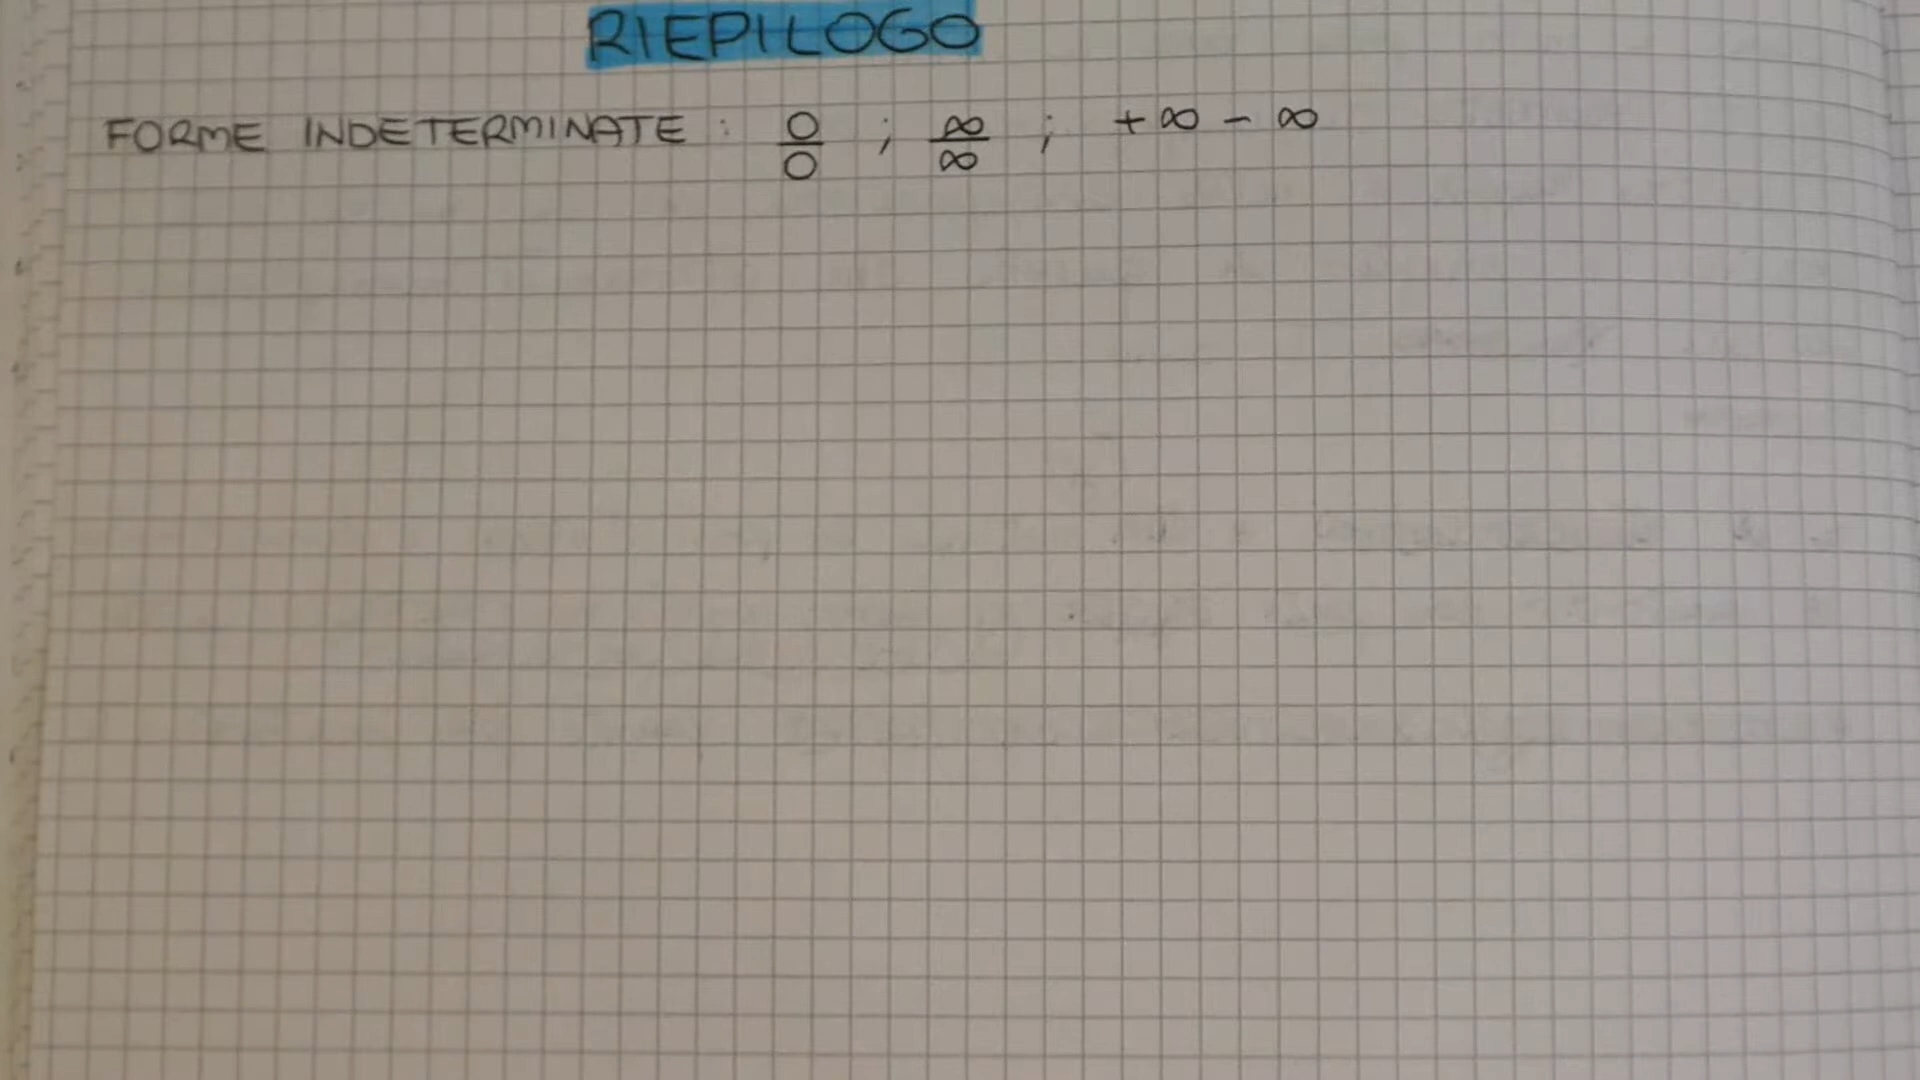 RIEPILOGO
FORME INDETERMINATE : 0/0 ; ∞/∞ ; +∞ - ∞